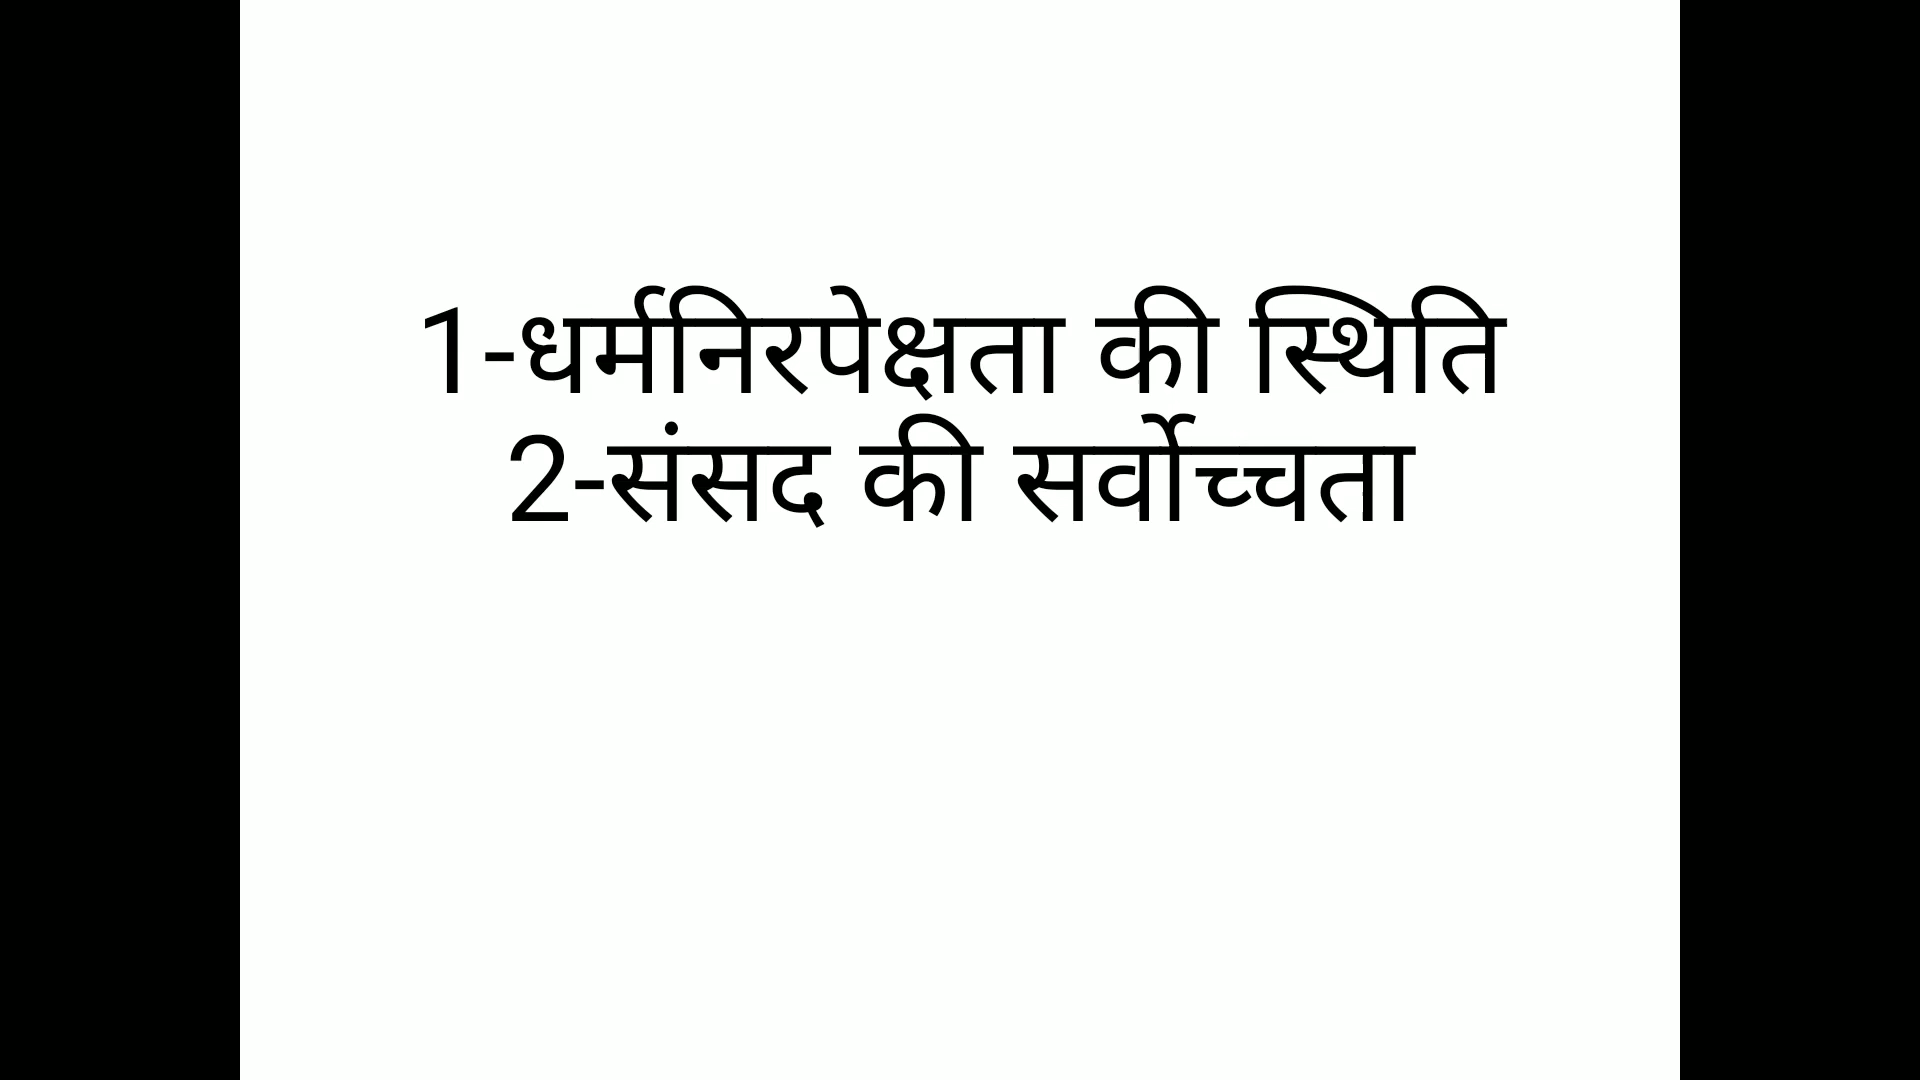 1-धर्मनिरपेक्षता की स्थिति
2-संसद की सर्वोच्चता